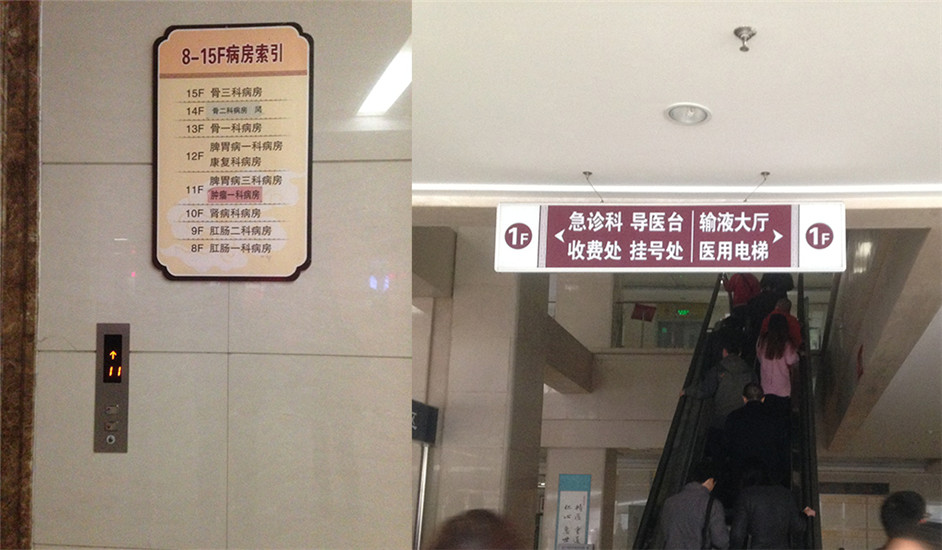 8-15F病房索引
15F 骨三科病房
14F 骨二科病房
13F 骨一科病房
12F 脾胃病一科病房
康复科病房
11F 脾胃病三科病房
肿瘤一科病房
10F 肾病科病房
9F 肛肠二科病房
8F 肛肠一科病房
11
1F 急诊科 导医台 输液大厅 1F
收费处 挂号处 医用电梯
区